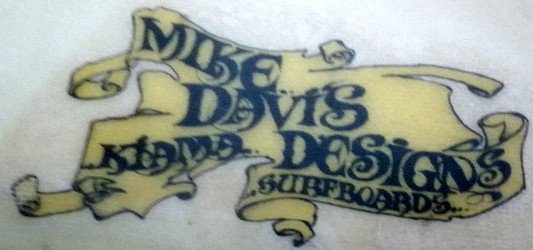 MIKE
DAVIS
..KIAMA... DESIGNS
.SURFBOARDS...